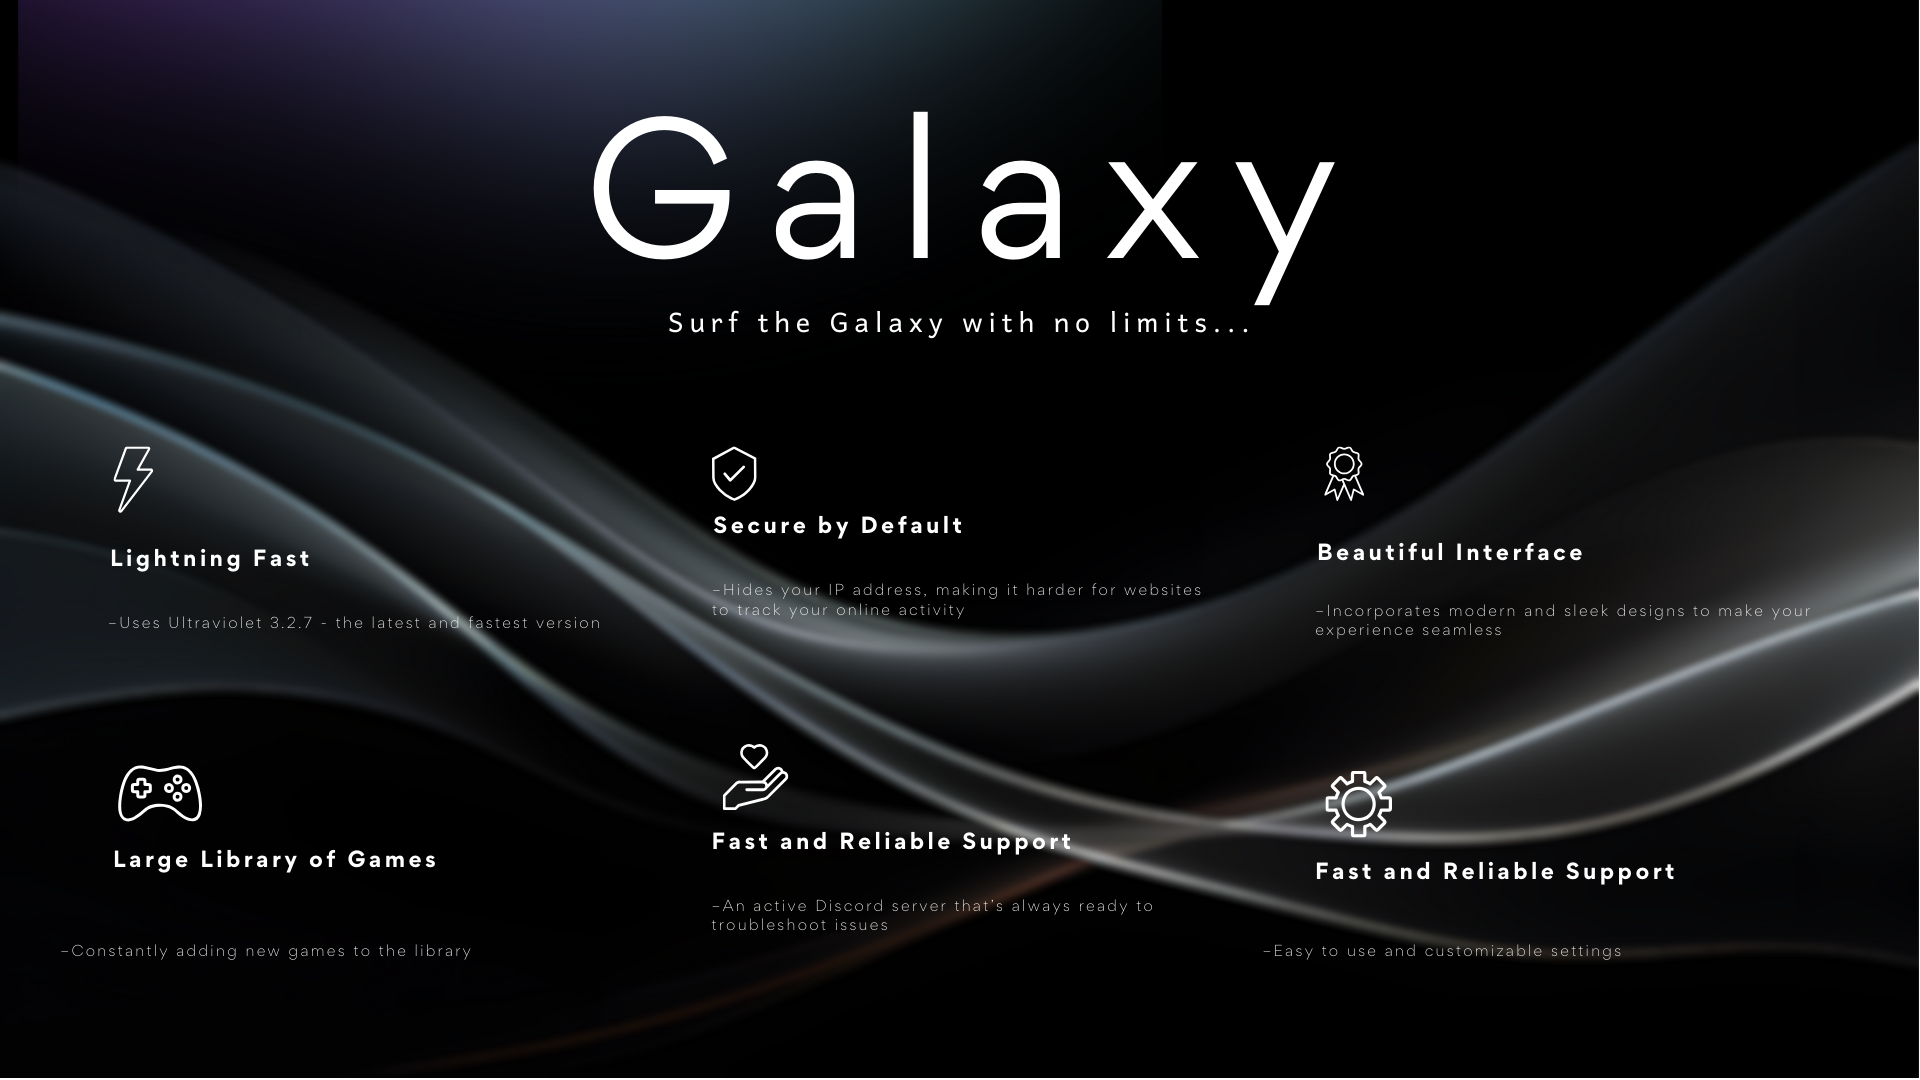 Galaxy
Surf the Galaxy with no limits...
Lightning Fast
–Uses Ultraviolet 3.2.7 - the latest and fastest version
Secure by Default
–Hides your IP address, making it harder for websites
to track your online activity
Beautiful Interface
–Incorporates modern and sleek designs to make your
experience seamless
Large Library of Games
–Constantly adding new games to the library
Fast and Reliable Support
–An active Discord server that’s always ready to
troubleshoot issues
Fast and Reliable Support
–Easy to use and customizable settings